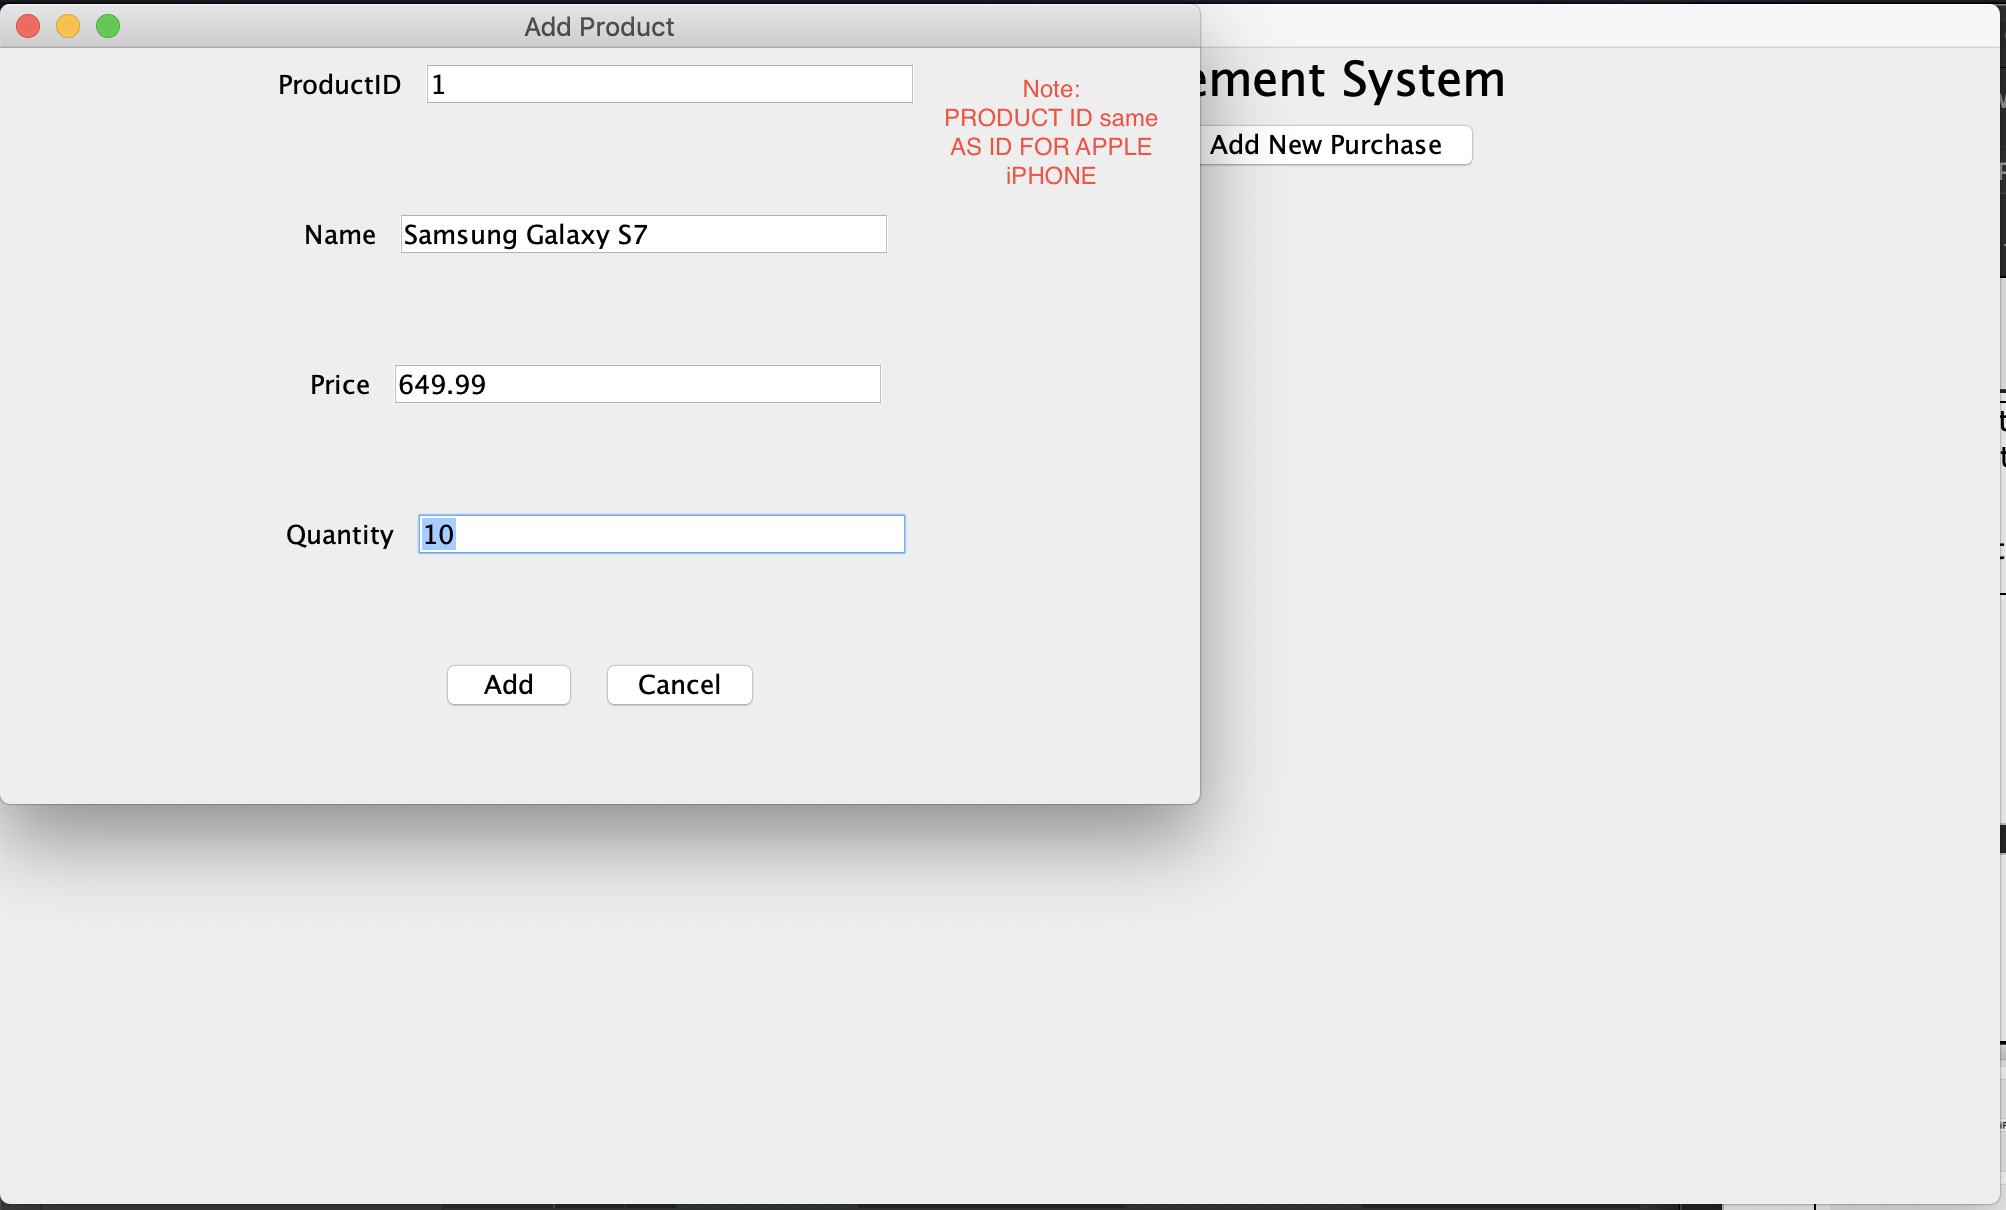 Add Product
ProductID 1
Note:
PRODUCT ID same
AS ID FOR APPLE
iPHONE
Name Samsung Galaxy S7
Price 649.99
Quantity 10
Add Cancel
ement System
Add New Purchase